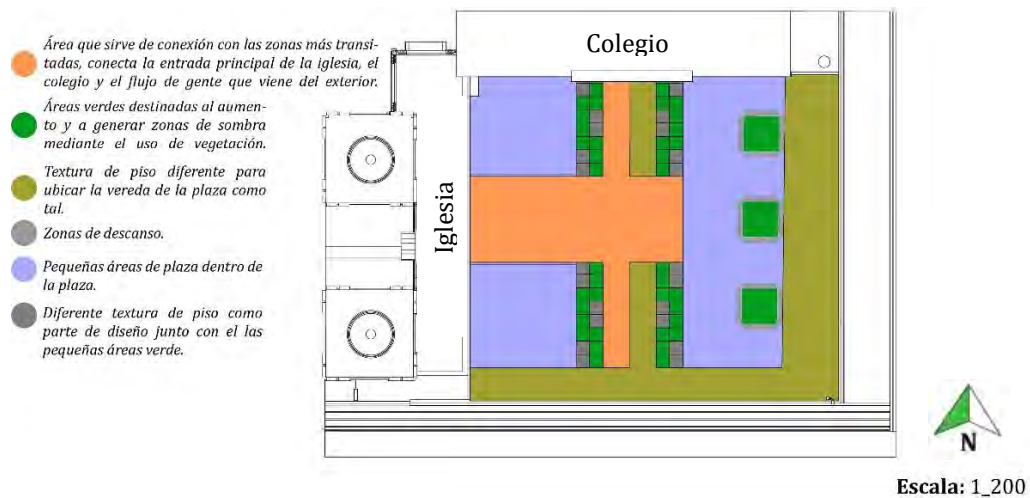 Área que sirve de conexión con las zonas más transi-
tadas, conecta la entrada principal de la iglesia, el
colegio y el flujo de gente que viene del exterior.
Áreas verdes destinadas al aumen-
to y a generar zonas de sombra
mediante el uso de vegetación.
Textura de piso diferente para
ubicar la vereda de la plaza como
tal.
Zonas de descanso.
Pequeñas áreas de plaza dentro de
la plaza.
Diferente textura de piso como
parte de diseño junto con el las
pequeñas áreas verde.
Colegio
Iglesia
N
Escala: 1_200